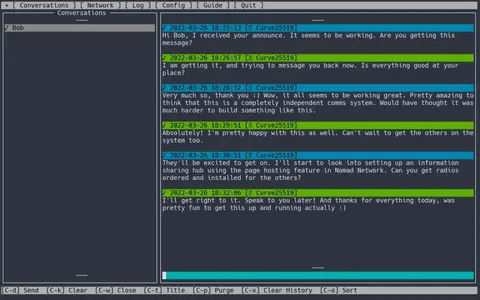 [ Conversations ] [ Network ] [ Log ] [ Config ] [ Guide ] [ Quit ]
Conversations
✓ Bob
✓ 2022-03-26 18:25:13 Curve25519]
Hi Bob, I received your announce. It seems to be working. Are you getting this
message?
✓ 2022-03-26 18:26:57 Curve25519]
I am getting it, and trying to message you back now. Is everything good at your
place?
✓ 2022-03-26 Curve25519]
Very much so, thank you :) Wow, it all seems to be working great. Pretty amazing to
think that this is a completely independent comms system. Would have thought it was
much harder to build something like this.
✓ 2022-03-26 18:29:51 Curve25519]
Absolutely! I'm pretty happy with this as well. Can't wait to get the others on the
system too.
✓ 2022-03-26 18:30:51 Curve25519]
They'll be excited to get on. I'll start to look into setting up an information
sharing hub using the page hosting feature in Nomad Network. Can you get radios
ordered and installed for the others?
✓ 2022-03-26 18:32:06 Curve25519]
I'll get right to it. Speak to you later! And thanks for everything today, was
pretty fun to get this up and running actually :)
[C-d] Send [C-k] Clear [C-w] Close [C-t] Title [C-p] Purge [C-x] Clear History [C-o] Sort